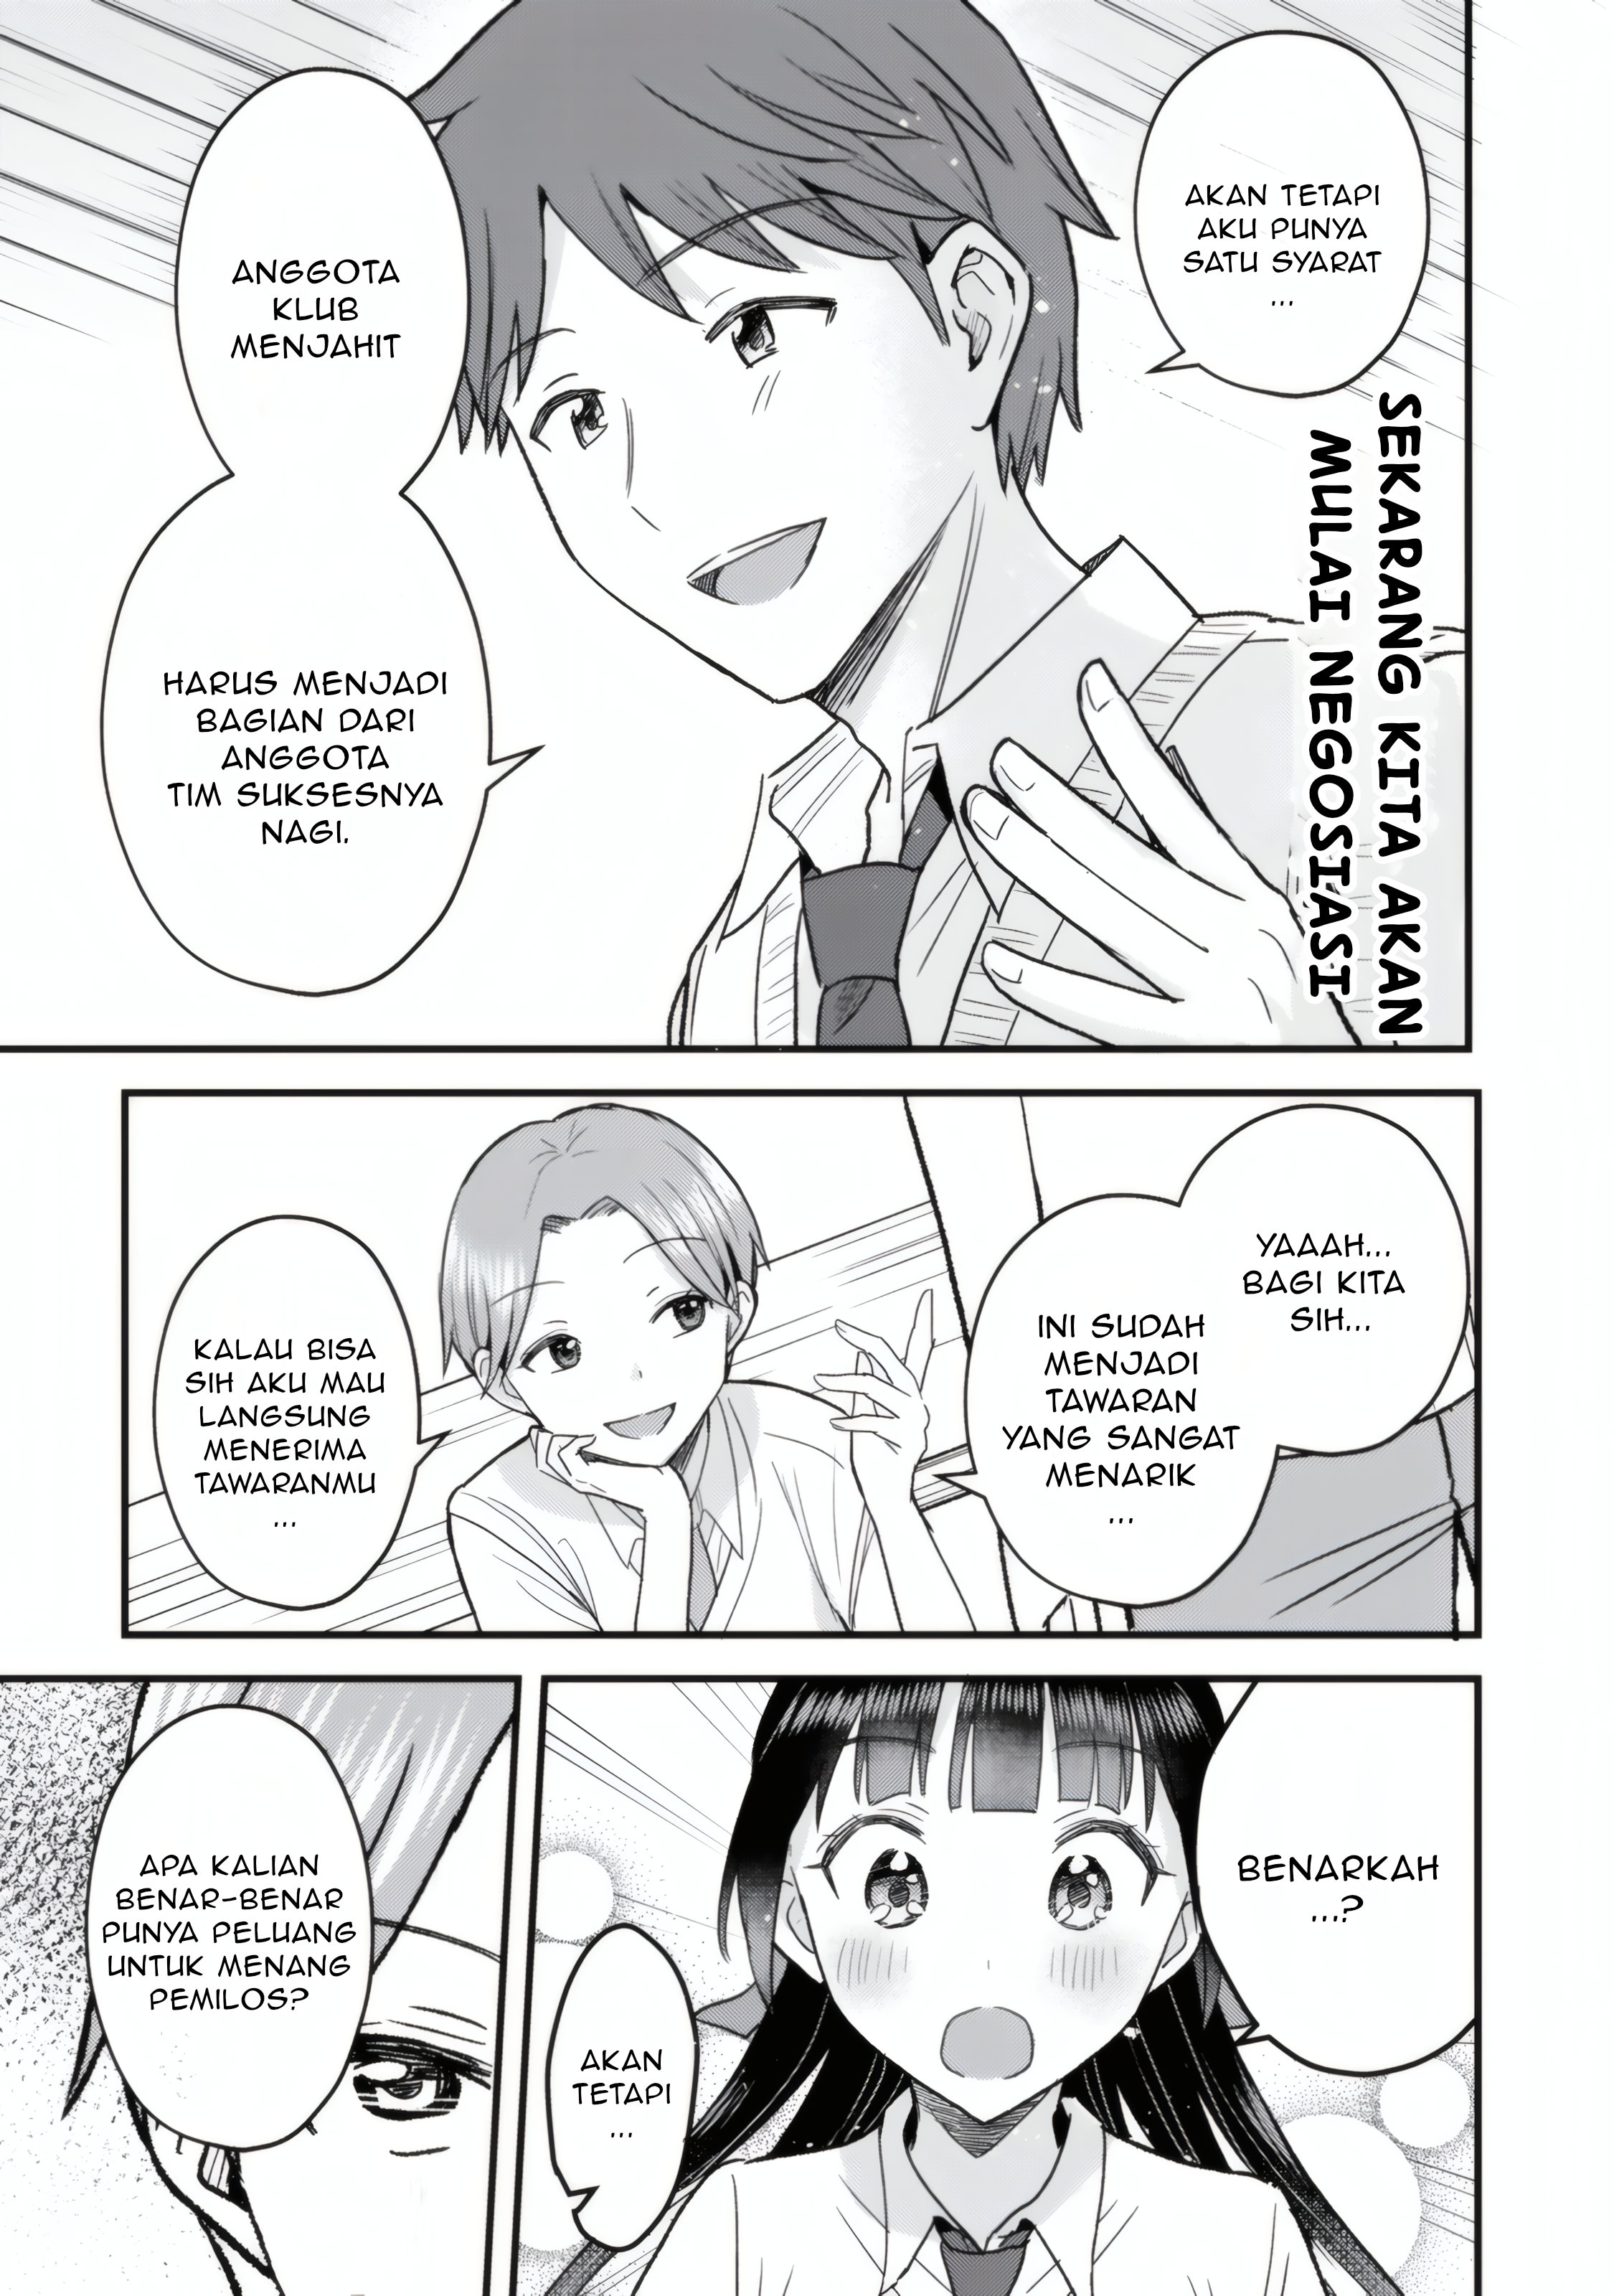 AKAN TETAPI
AKU PUNYA
SATU SYARAT
...
SEKARANG KITA AKAN
MULAI NEGOSIASI
ANGGOTA
KLUB
MENJAHIT
HARUS MENJADI
BAGIAN DARI
ANGGOTA
TIM SUKSESNYA
NAGI.
YAAAH...
BAGI KITA
SIH...
INI SUDAH
MENJADI
TAWARAN
YANG SANGAT
MENARIK
...
KALAU BISA
SIH AKU MAU
LANGSUNG
MENERIMA
TAWARANMU
...
BENARKAH
...?
AKAN
TETAPI
...
APA KALIAN
BENAR-BENAR
PUNYA PELUANG
UNTUK MENANG
PEMILOS?